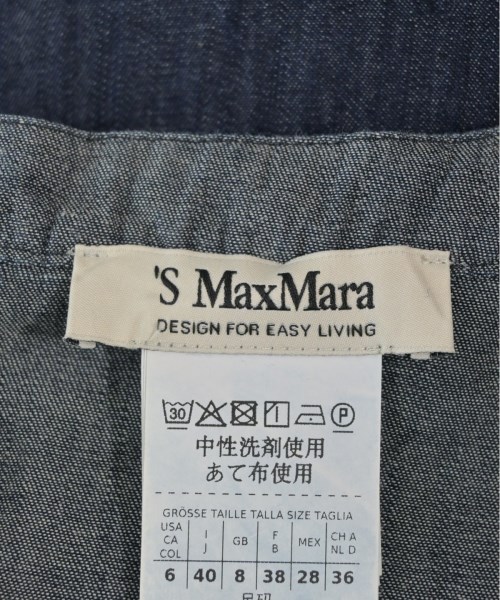 'S MaxMara
DESIGN FOR EASY LIVING
30 P
中性洗剤使用
あて布使用
GRÖSSE TAILLE TALLA SIZE TAGLIA
USA CA COL I J GB F B MEX CH A NL D
6 40 8 38 28 36